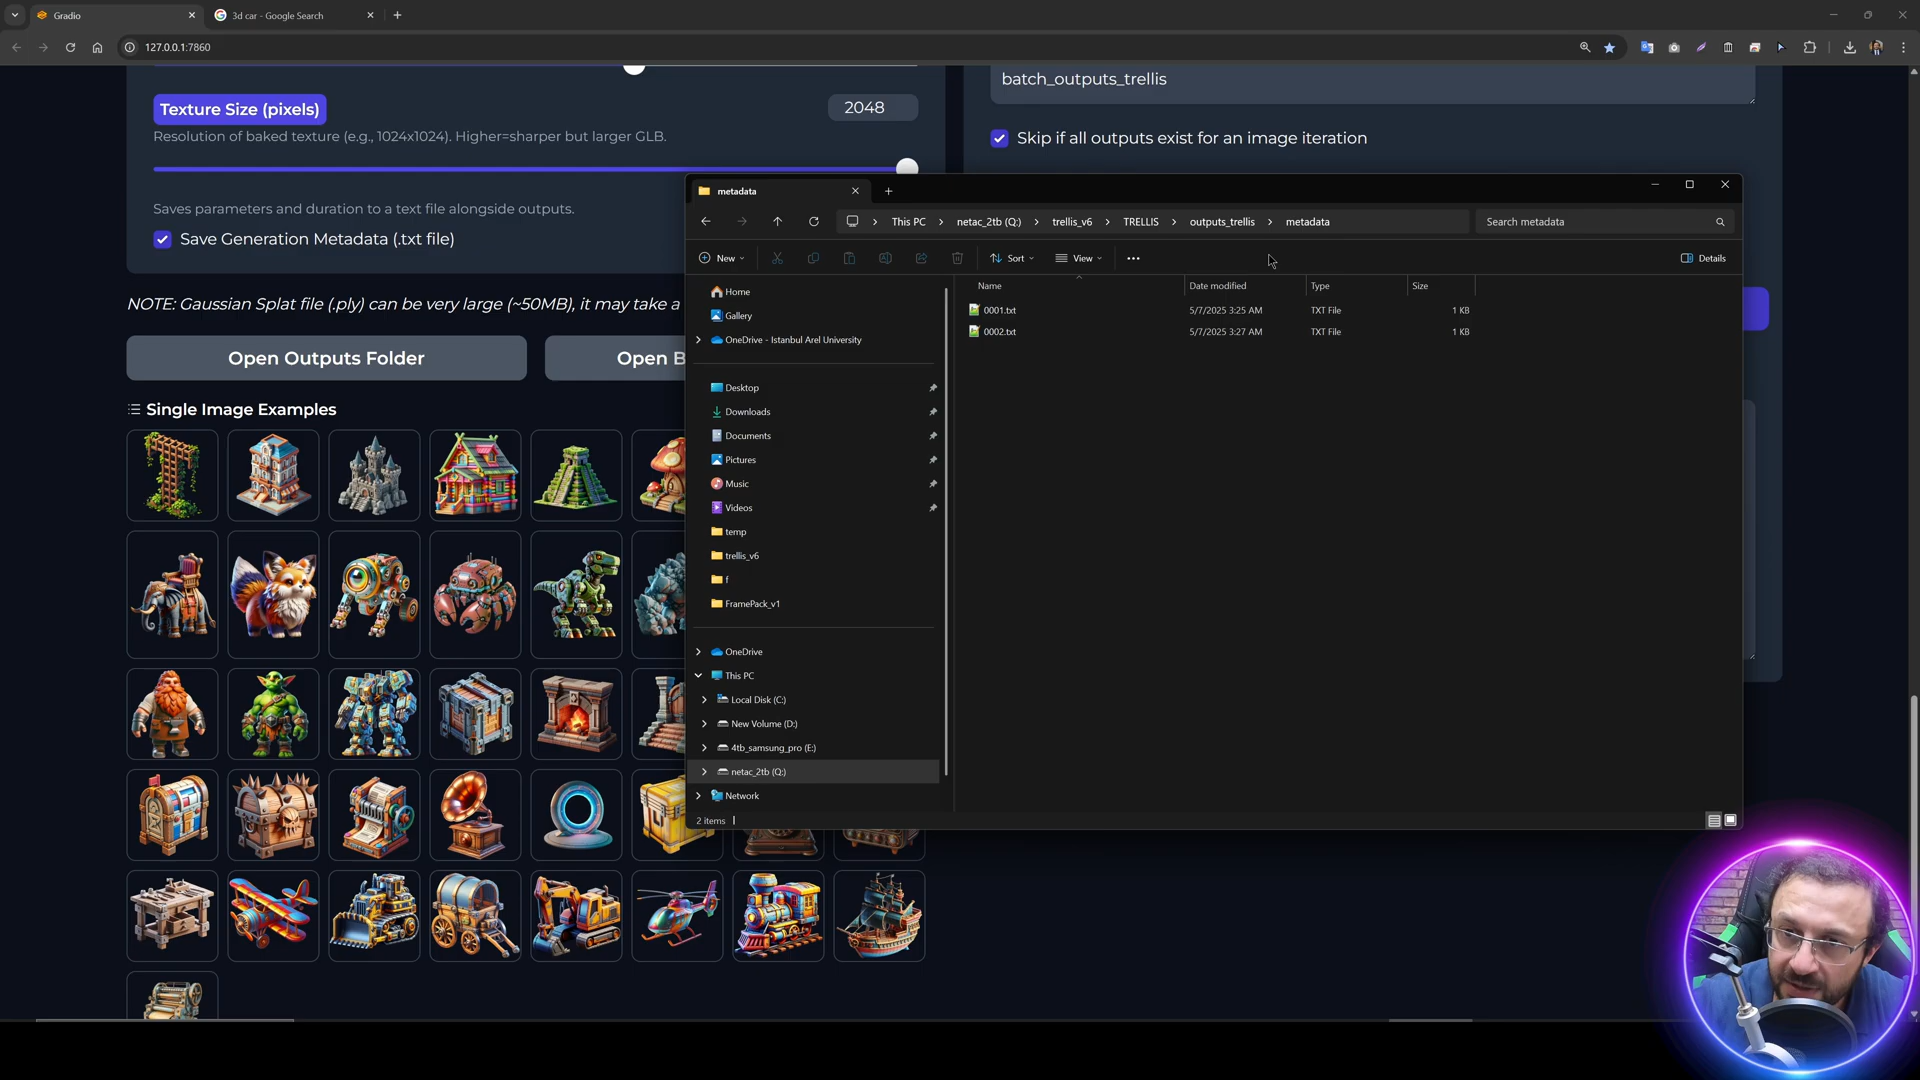 Gradio
3d car - Google Search
127.0.0.1:7860
batch_outputs_trellis
Texture Size (pixels)
2048
Resolution of baked texture (e.g., 1024x1024). Higher=sharper but larger GLB.
Skip if all outputs exist for an image iteration
Saves parameters and duration to a text file alongside outputs.
Save Generation Metadata (.txt file)
NOTE: Gaussian Splat file (.ply) can be very large (~50MB), it may take a
Open Outputs Folder
Open B
Single Image Examples
metadata
This PC
netac_2tb (Q:)
trellis_v6
TRELLIS
outputs_trellis
metadata
Search metadata
New
Sort
View
Details
Name
Date modified
Type
Size
0001.txt
5/7/2025 3:25 AM
TXT File
1 KB
0002.txt
5/7/2025 3:27 AM
TXT File
1 KB
Home
Gallery
OneDrive - Istanbul Arel University
Desktop
Downloads
Documents
Pictures
Music
Videos
temp
trellis_v6
f
FramePack_v1
OneDrive
This PC
Local Disk (C:)
New Volume (D:)
4tb_samsung_pro (E:)
netac_2tb (Q:)
Network
2 items